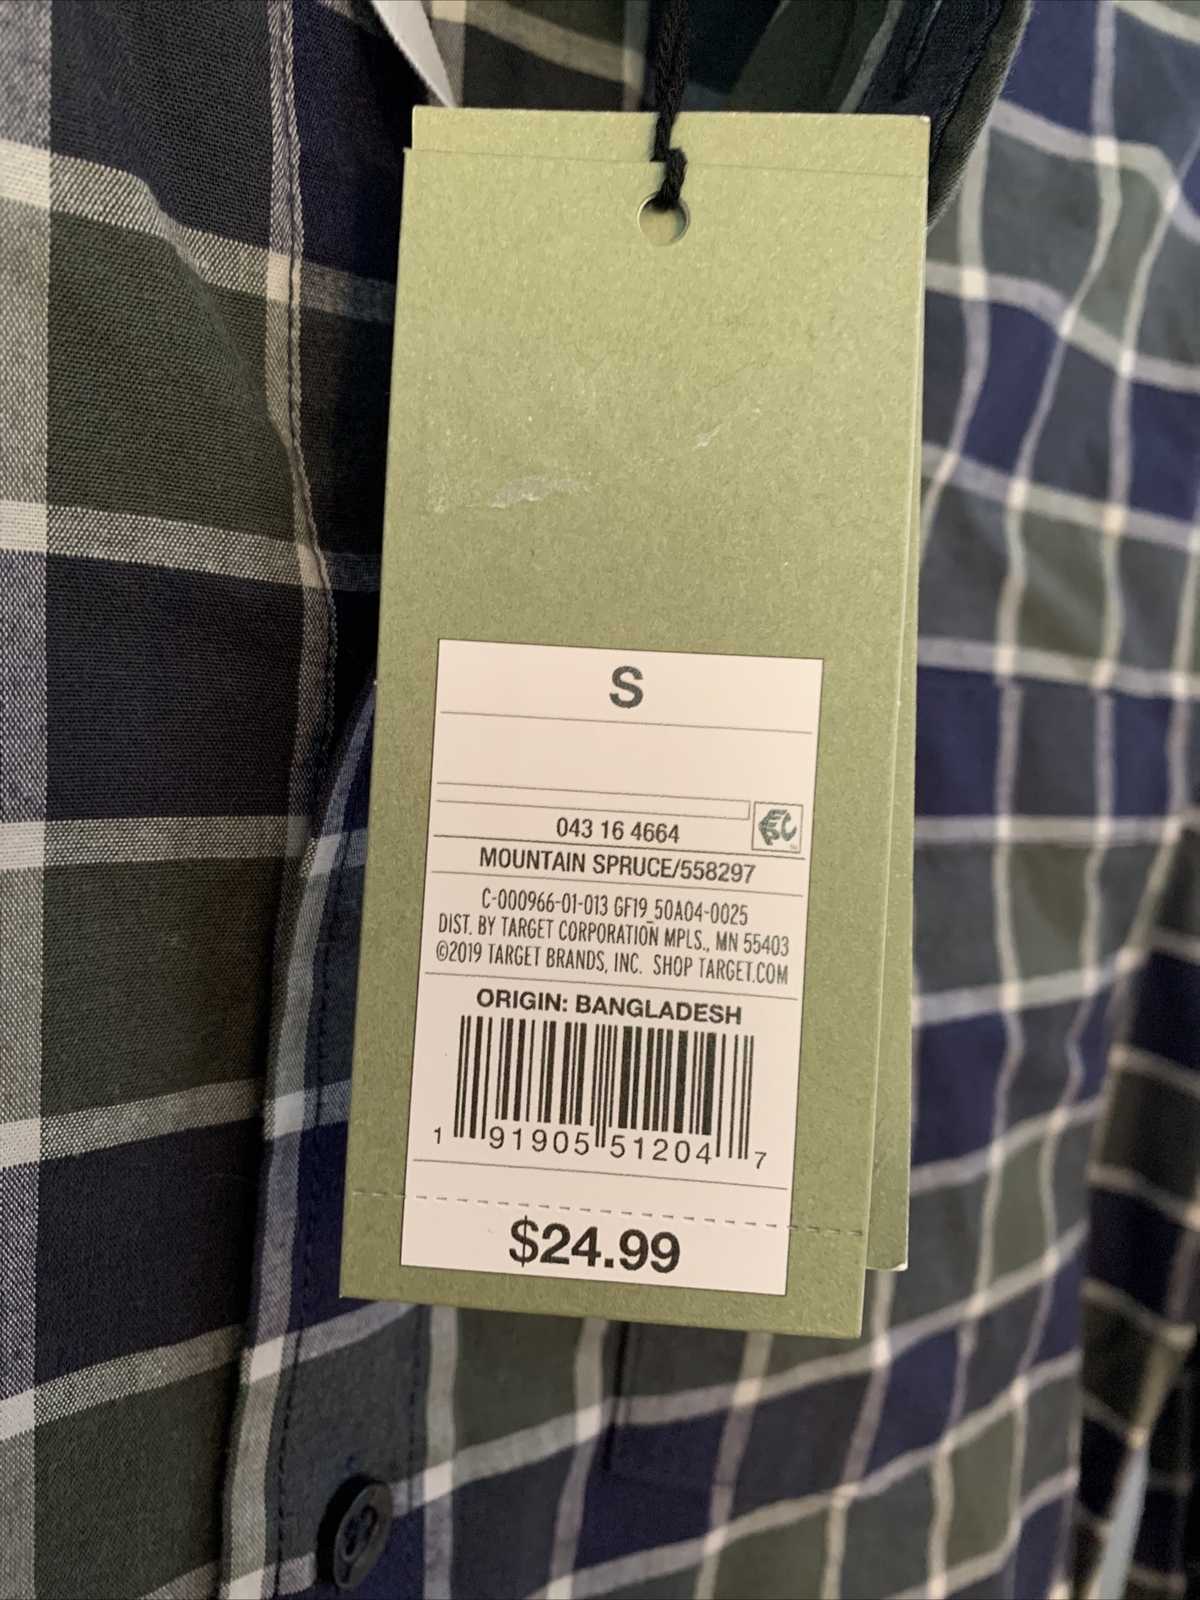 S
043 16 4664
MOUNTAIN SPRUCE/558297
C-000966-01-013 GF19_50A04-0025
DIST. BY TARGET CORPORATION MPLS., MN 55403
©2019 TARGET BRANDS, INC. SHOP TARGET.COM
ORIGIN: BANGLADESH
1 91905 51204 7
$24.99